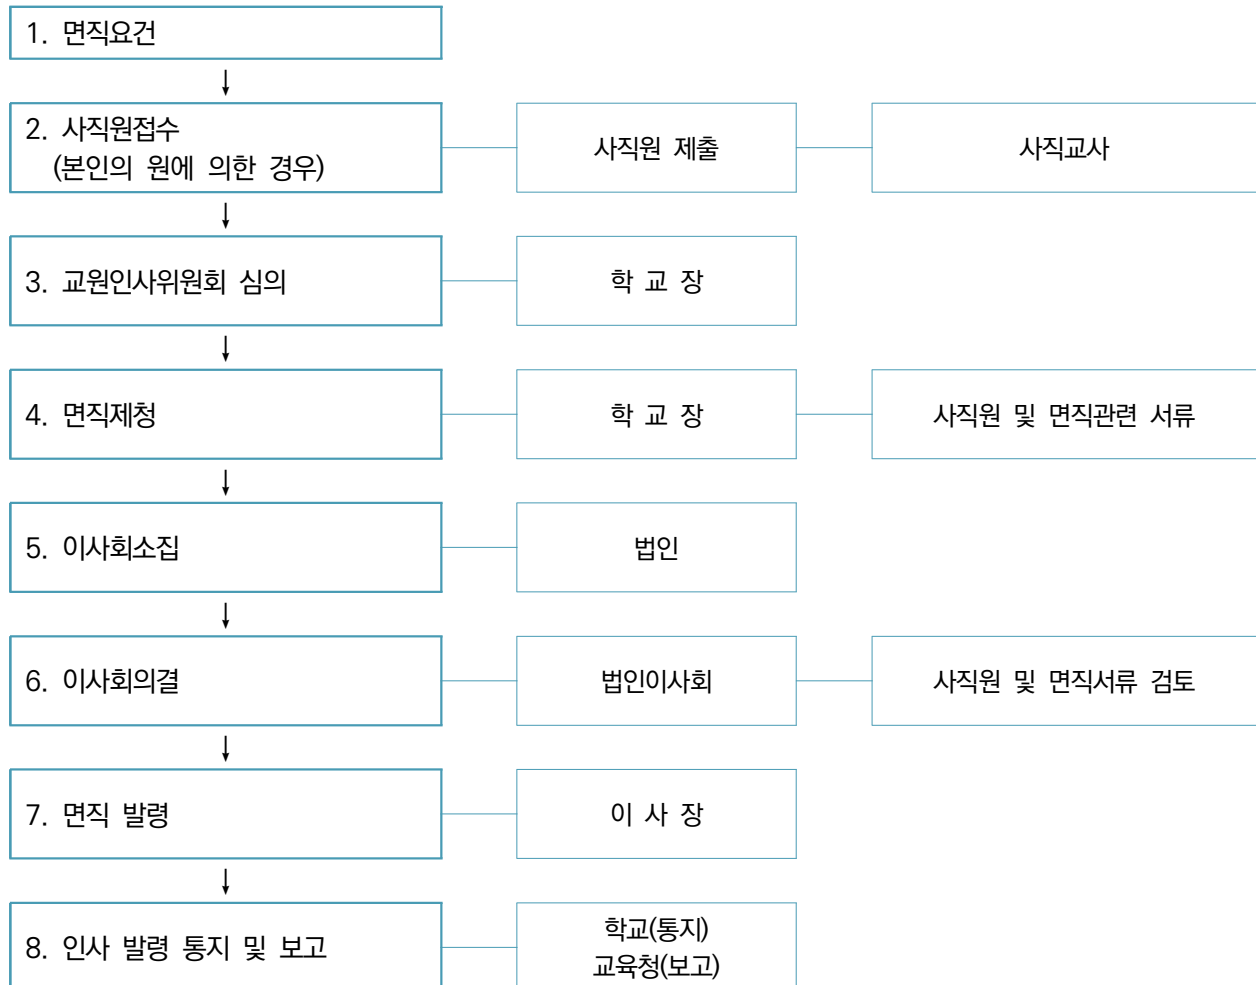 1. 면직요건
2. 사직원접수
(본인의 원에 의한 경우)
사직원 제출
사직교사
3. 교원인사위원회 심의
학 교 장
4. 면직제청
학 교 장
사직원 및 면직관련 서류
5. 이사회소집
법인
6. 이사회의결
법인이사회
사직원 및 면직서류 검토
7. 면직 발령
이 사 장
8. 인사 발령 통지 및 보고
학교(통지)
교육청(보고)